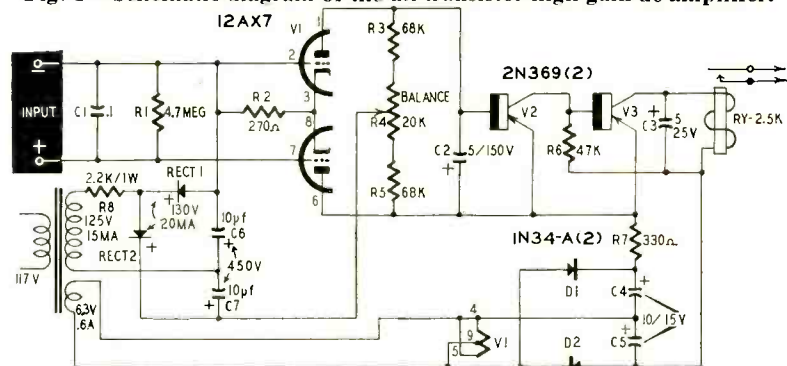 Fig. 1 — Schematic diagram of the ac transistor high-gain dc amplifier.
12AX7
V1
1
2
3
8
7
6
R3
68K
BALANCE
R4
20K
R5
68K
2N369(2)
V2
V3
C2
5/150V
+
R6
47K
+
C3
5
25V
RY-2.5K
−
INPUT
+
C1
.1
R1
4.7MEG
R2
270Ω
2.2K/1W
R8
RECT 1
+
130V
20MA
+
RECT2
125V
15MA
117V
6.3V
.6A
10µf
C6
+
450V
10µf
+
C7
1N34-A(2)
R7
330Ω
D1
D2
+
C4
10/15V
+
C5
4
9
5
V1